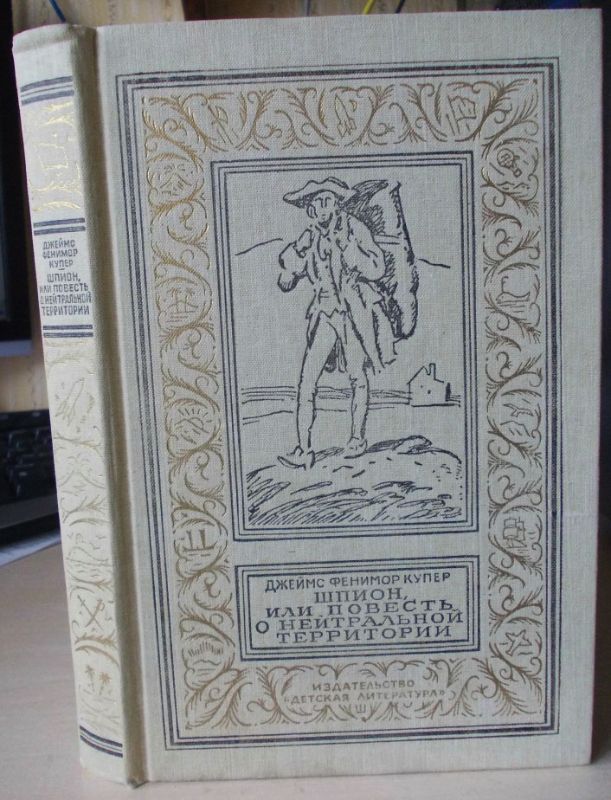 ДЖЕЙМС
ФЕНИМОР
КУПЕР
ШПИОН,
ИЛИ ПОВЕСТЬ
О НЕЙТРАЛЬНОЙ
ТЕРРИТОРИИ
ДЖЕЙМС ФЕНИМОР КУПЕР
ШПИОН,
ИЛИ ПОВЕСТЬ
О НЕЙТРАЛЬНОЙ
ТЕРРИТОРИИ
ИЗДАТЕЛЬСТВО
"ДЕТСКАЯ ЛИТЕРАТУРА"